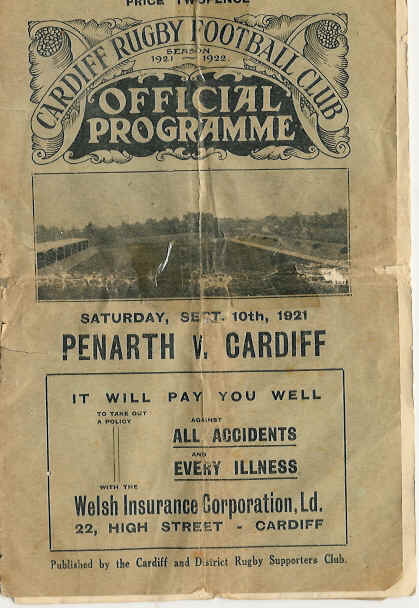 PRICE TWOPENCE
CARDIFF RUGBY FOOTBALL CLUB
SEASON
1921 ~ 1922.
OFFICIAL
PROGRAMME
SATURDAY, SEPT. 10th, 1921
PENARTH V. CARDIFF
IT WILL PAY YOU WELL
TO TAKE OUT
A POLICY
AGAINST
ALL ACCIDENTS
AND
EVERY ILLNESS
WITH THE
Welsh Insurance Corporation, Ld.
22, HIGH STREET - CARDIFF
Published by the Cardiff and District Rugby Supporters Club.